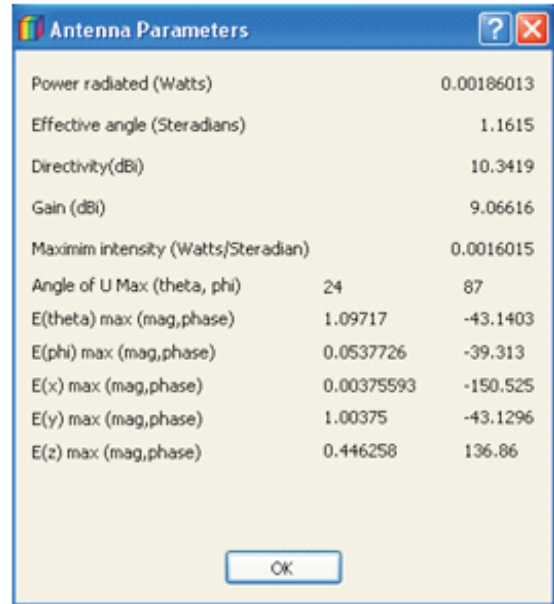 Antenna Parameters
Power radiated (Watts) 0.00186013
Effective angle (Steradians) 1.1615
Directivity(dBi) 10.3419
Gain (dBi) 9.06616
Maximim intensity (Watts/Steradian) 0.0016015
Angle of U Max (theta, phi) 24 87
E(theta) max (mag,phase) 1.09717 -43.1403
E(phi) max (mag,phase) 0.0537726 -39.313
E(x) max (mag,phase) 0.00375593 -150.525
E(y) max (mag,phase) 1.00375 -43.1296
E(z) max (mag,phase) 0.446258 136.86
OK